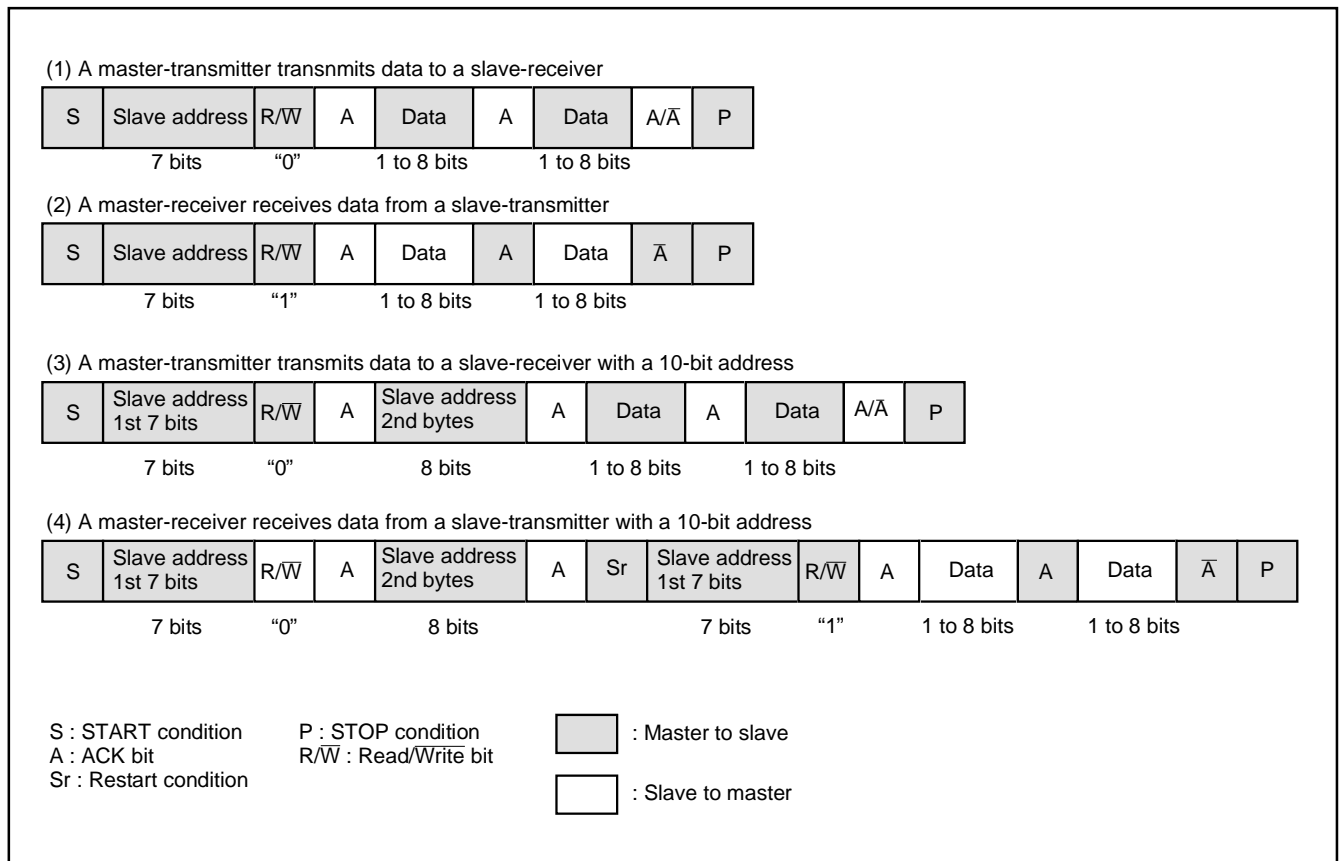 (1) A master-transmitter transnmits data to a slave-receiver
S Slave address R/W̅ A Data A Data A/A̅ P
7 bits “0” 1 to 8 bits 1 to 8 bits
(2) A master-receiver receives data from a slave-transmitter
S Slave address R/W̅ A Data A Data A̅ P
7 bits “1” 1 to 8 bits 1 to 8 bits
(3) A master-transmitter transmits data to a slave-receiver with a 10-bit address
S Slave address 1st 7 bits R/W̅ A Slave address 2nd bytes A Data A Data A/A̅ P
7 bits “0” 8 bits 1 to 8 bits 1 to 8 bits
(4) A master-receiver receives data from a slave-transmitter with a 10-bit address
S Slave address 1st 7 bits R/W̅ A Slave address 2nd bytes A Sr Slave address 1st 7 bits R/W̅ A Data A Data A̅ P
7 bits “0” 8 bits 7 bits “1” 1 to 8 bits 1 to 8 bits
S : START condition P : STOP condition : Master to slave
A : ACK bit R/W̅ : Read/W̅r̅i̅t̅e̅ bit
Sr : Restart condition
: Slave to master